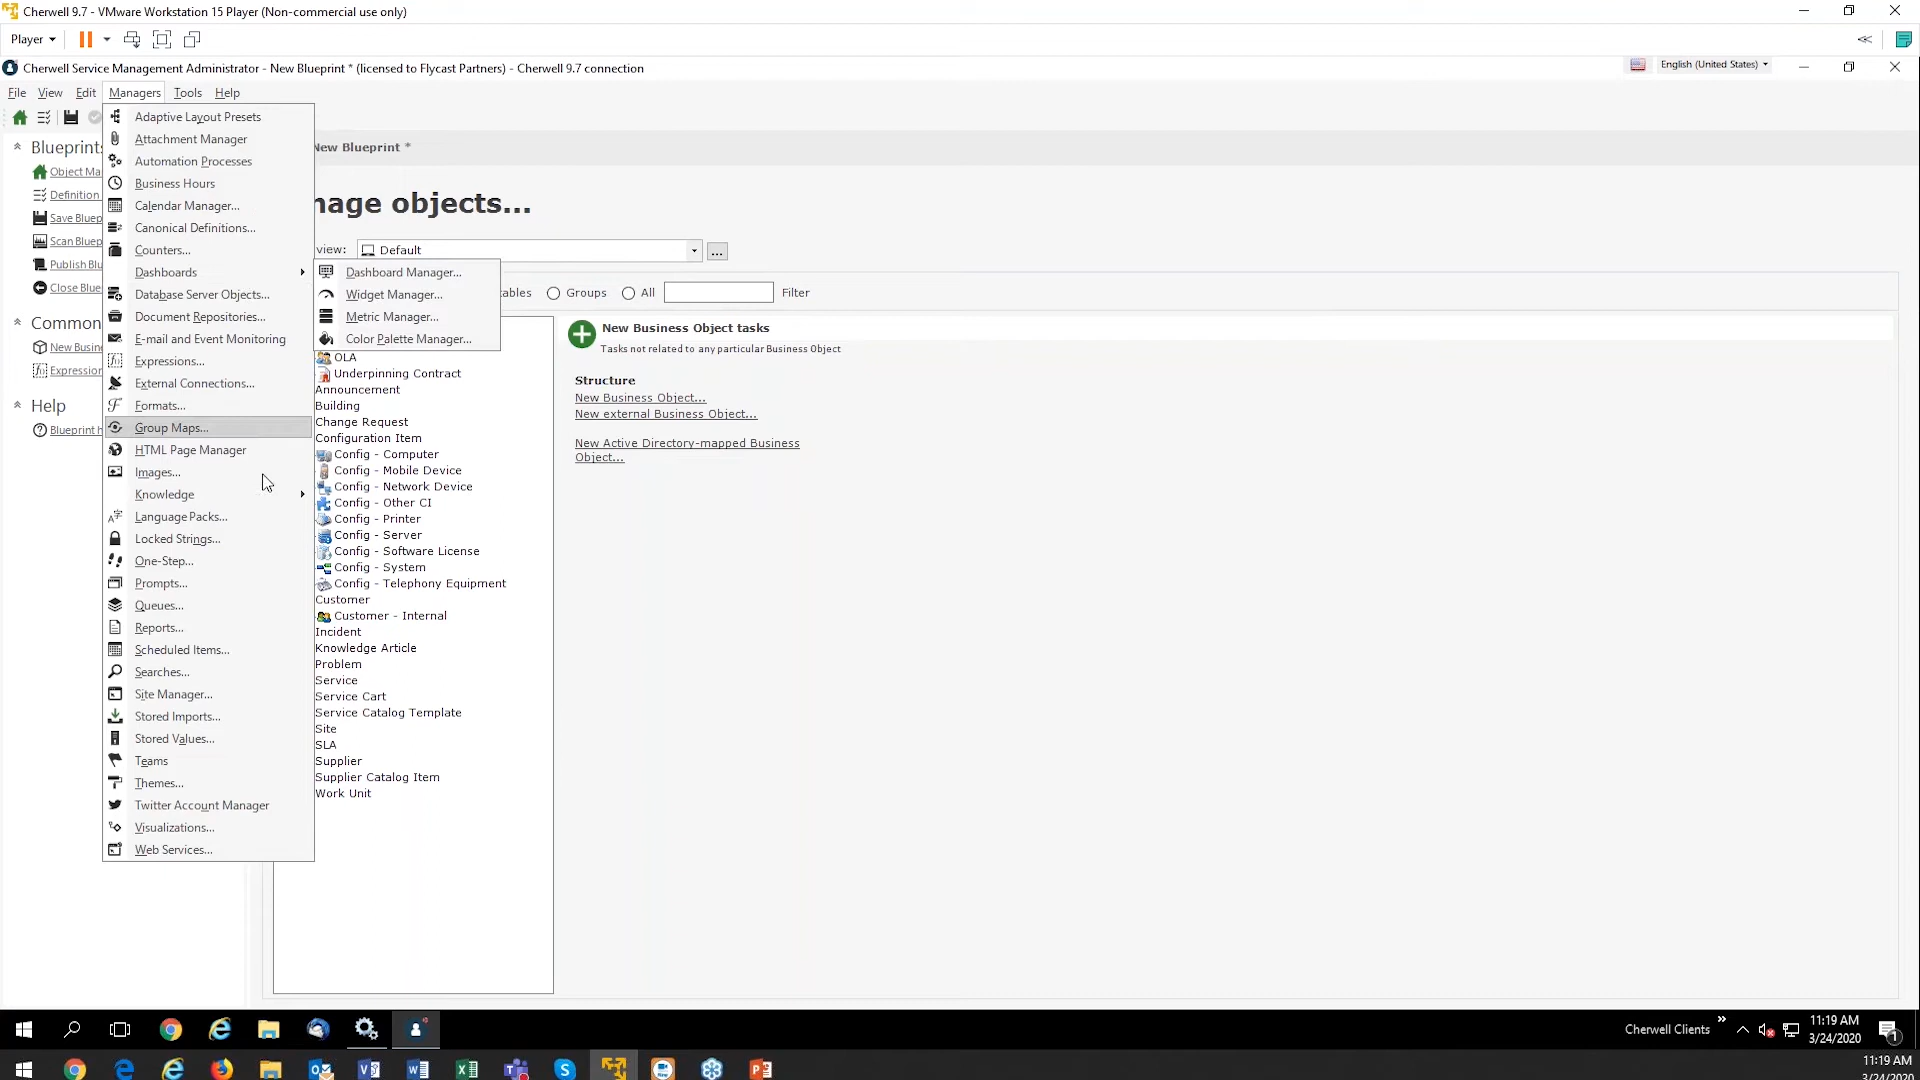 Cherwell 9.7 - VMware Workstation 15 Player (Non-commercial use only)
Player
Cherwell Service Management Administrator - New Blueprint * (licensed to Flycast Partners) - Cherwell 9.7 connection
English (United States)
File View Edit Managers Tools Help
Blueprints
Object Ma
Definition
Save Bluep
Scan Bluep
Publish Blu
Close Blue
Common
New Busin
Expression
Help
Blueprint h
Adaptive Layout Presets
Attachment Manager
Automation Processes
Business Hours
Calendar Manager...
Canonical Definitions...
Counters...
Dashboards
Database Server Objects...
Document Repositories...
E-mail and Event Monitoring
Expressions...
External Connections...
Formats...
Group Maps...
HTML Page Manager
Images...
Knowledge
Language Packs...
Locked Strings...
One-Step...
Prompts...
Queues...
Reports...
Scheduled Items...
Searches...
Site Manager...
Stored Imports...
Stored Values...
Teams
Themes...
Twitter Account Manager
Visualizations...
Web Services...
Dashboard Manager...
Widget Manager...
Metric Manager...
Color Palette Manager...
New Blueprint *
nage objects...
view: Default ...
ables Groups All Filter
OLA
Underpinning Contract
Announcement
Building
Change Request
Configuration Item
Config - Computer
Config - Mobile Device
Config - Network Device
Config - Other CI
Config - Printer
Config - Server
Config - Software License
Config - System
Config - Telephony Equipment
Customer
Customer - Internal
Incident
Knowledge Article
Problem
Service
Service Cart
Service Catalog Template
Site
SLA
Supplier
Supplier Catalog Item
Work Unit
New Business Object tasks
Tasks not related to any particular Business Object
Structure
New Business Object...
New external Business Object...
New Active Directory-mapped Business
Object...
Cherwell Clients
11:19 AM
3/24/2020
1
11:19 AM
3/24/2020